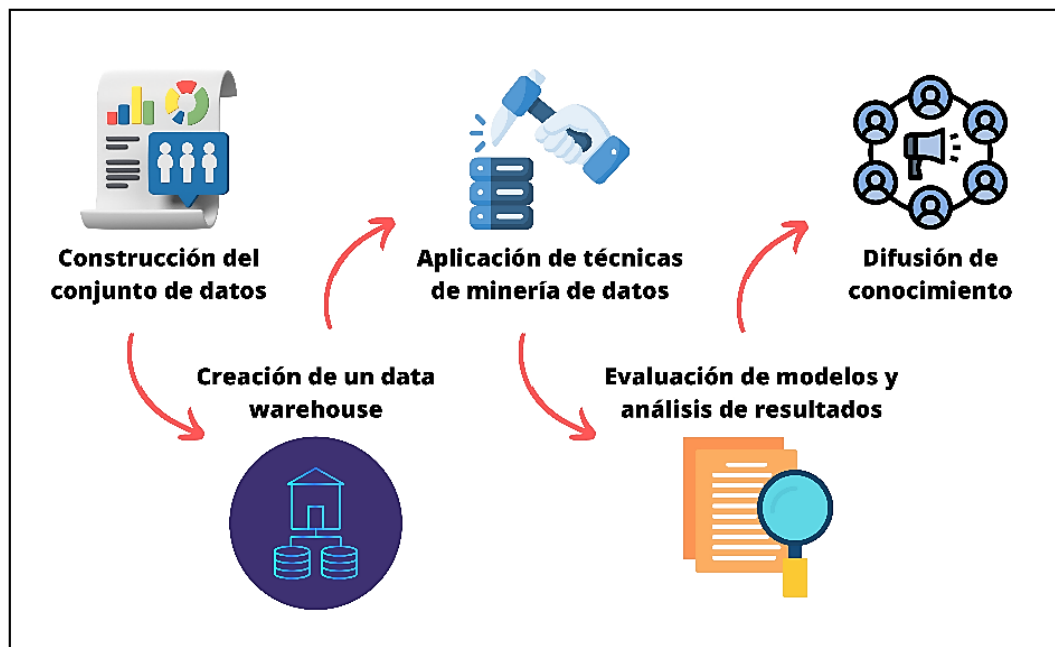 Construcción del
conjunto de datos
Creación de un data
warehouse
Aplicación de técnicas
de minería de datos
Evaluación de modelos y
análisis de resultados
Difusión de
conocimiento